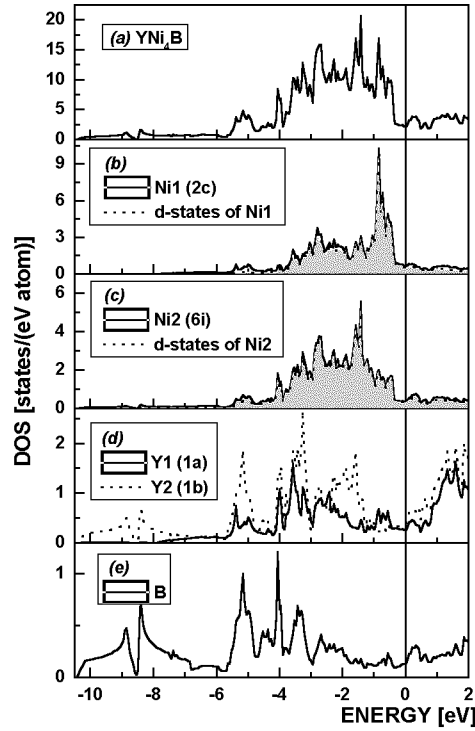 (a) YNi4B
20
15
10
5
0
(b)
Ni1 (2c)
d-states of Ni1
9
6
3
0
(c)
Ni2 (6i)
d-states of Ni2
6
4
2
0
(d)
Y1 (1a)
Y2 (1b)
2
1
0
(e)
B
1
0
-10 -8 -6 -4 -2 0 2
ENERGY [eV]
DOS [states/(eV atom)]